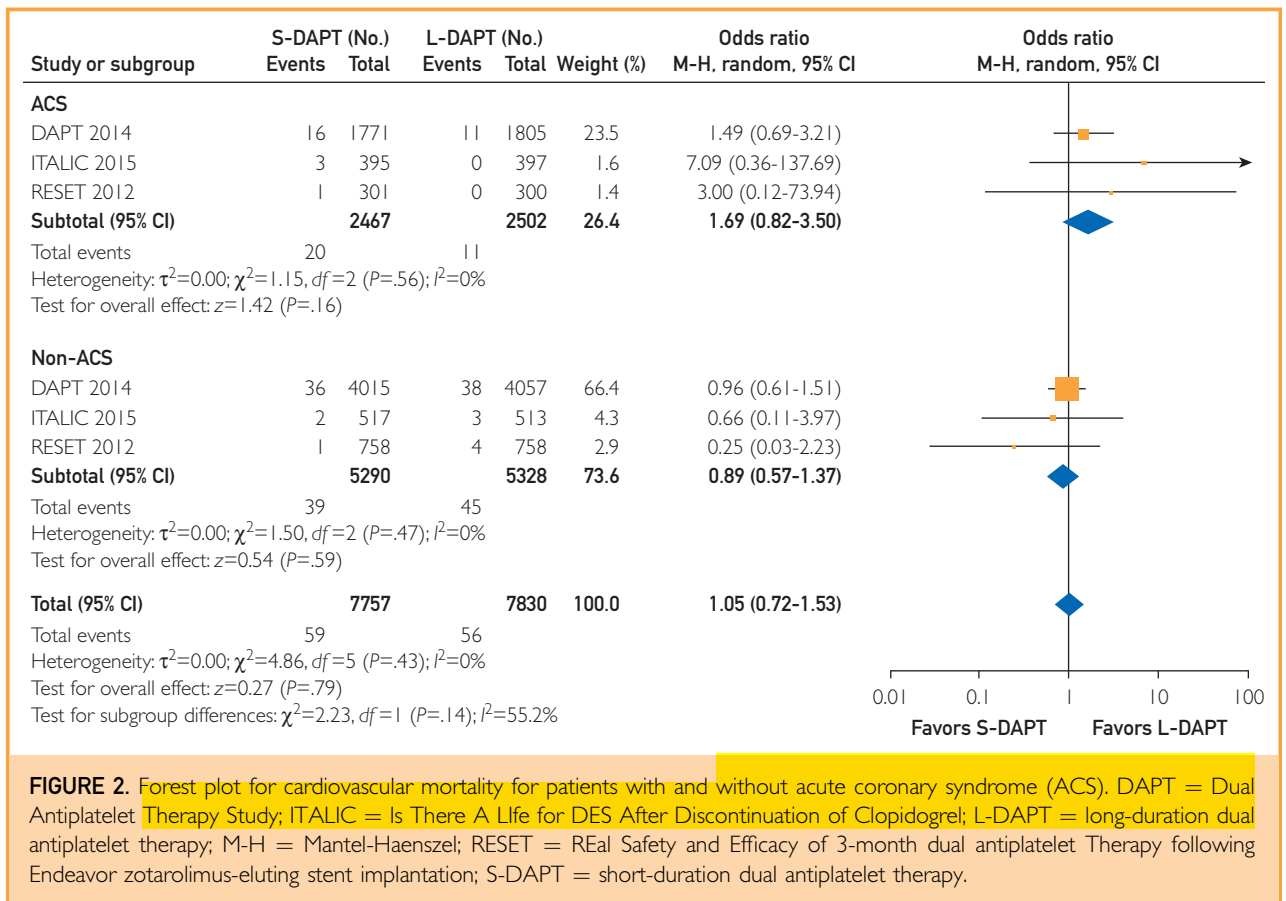 S-DAPT (No.) L-DAPT (No.) Odds ratio Odds ratio
Study or subgroup Events Total Events Total Weight (%) M-H, random, 95% CI M-H, random, 95% CI
ACS
DAPT 2014 16 1771 11 1805 23.5 1.49 (0.69-3.21)
ITALIC 2015 3 395 0 397 1.6 7.09 (0.36-137.69)
RESET 2012 1 301 0 300 1.4 3.00 (0.12-73.94)
Subtotal (95% CI) 2467 2502 26.4 1.69 (0.82-3.50)
Total events 20 11
Heterogeneity: τ²=0.00; χ²=1.15, df=2 (P=.56); I²=0%
Test for overall effect: z=1.42 (P=.16)
Non-ACS
DAPT 2014 36 4015 38 4057 66.4 0.96 (0.61-1.51)
ITALIC 2015 2 517 3 513 4.3 0.66 (0.11-3.97)
RESET 2012 1 758 4 758 2.9 0.25 (0.03-2.23)
Subtotal (95% CI) 5290 5328 73.6 0.89 (0.57-1.37)
Total events 39 45
Heterogeneity: τ²=0.00; χ²=1.50, df=2 (P=.47); I²=0%
Test for overall effect: z=0.54 (P=.59)
Total (95% CI) 7757 7830 100.0 1.05 (0.72-1.53)
Total events 59 56
Heterogeneity: τ²=0.00; χ²=4.86, df=5 (P=.43); I²=0%
Test for overall effect: z=0.27 (P=.79)
Test for subgroup differences: χ²=2.23, df=1 (P=.14); I²=55.2%
0.01 0.1 1 10 100
Favors S-DAPT Favors L-DAPT
FIGURE 2. Forest plot for cardiovascular mortality for patients with and without acute coronary syndrome (ACS). DAPT = Dual
Antiplatelet Therapy Study; ITALIC = Is There A LIfe for DES After Discontinuation of Clopidogrel; L-DAPT = long-duration dual
antiplatelet therapy; M-H = Mantel-Haenszel; RESET = REal Safety and Efficacy of 3-month dual antiplatelet Therapy following
Endeavor zotarolimus-eluting stent implantation; S-DAPT = short-duration dual antiplatelet therapy.